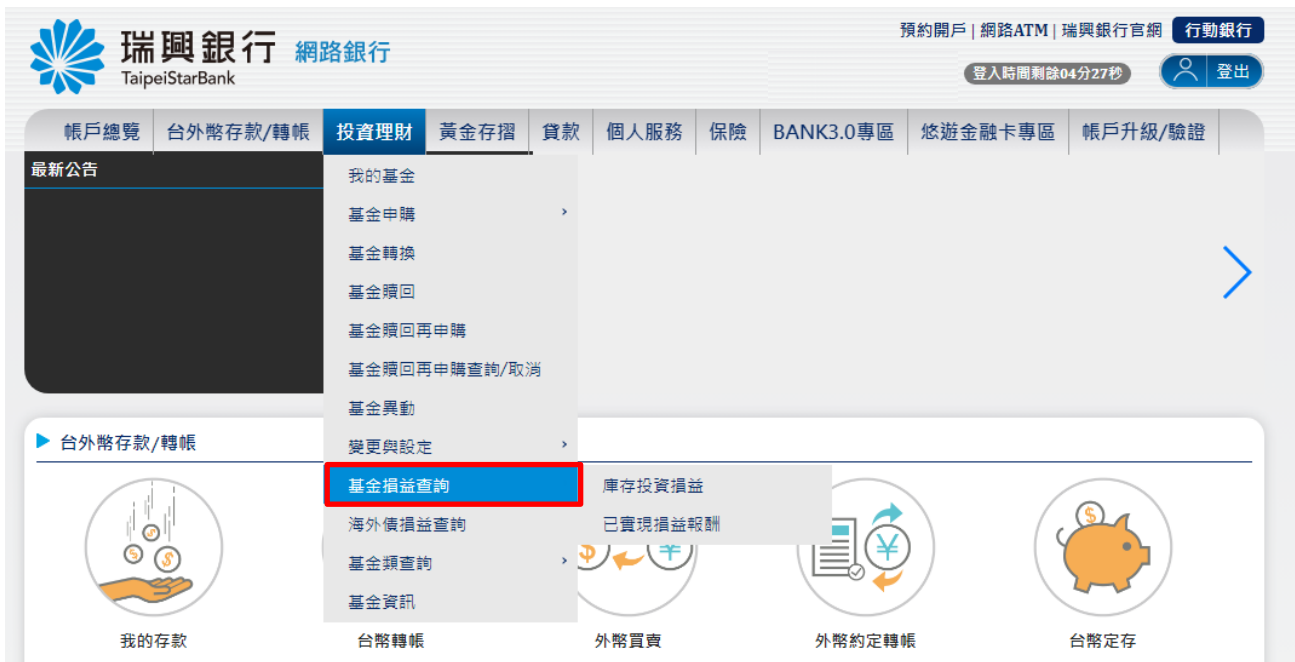 預約開戶 | 網路ATM | 瑞興銀行官網 行動銀行
瑞興銀行 網路銀行
TaipeiStarBank
登入時間剩餘04分27秒 登出
帳戶總覽 台外幣存款/轉帳 投資理財 黃金存摺 貸款 個人服務 保險 BANK3.0專區 悠遊金融卡專區 帳戶升級/驗證
最新公告
我的基金
基金申購 ›
基金轉換
基金贖回
基金贖回再申購
基金贖回再申購查詢/取消
基金異動
台外幣存款/轉帳
變更與設定 ›
基金損益查詢 庫存投資損益
海外債損益查詢 已實現損益報酬
基金類查詢 ›
基金資訊
我的存款 台幣轉帳 外幣買賣 外幣約定轉帳 台幣定存